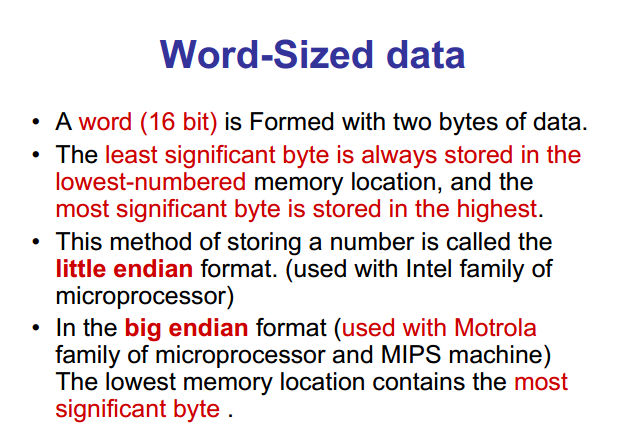 Word-Sized data
• A word (16 bit) is Formed with two bytes of data.
• The least significant byte is always stored in the
lowest-numbered memory location, and the
most significant byte is stored in the highest.
• This method of storing a number is called the
little endian format. (used with Intel family of
microprocessor)
• In the big endian format (used with Motrola
family of microprocessor and MIPS machine)
The lowest memory location contains the most
significant byte .